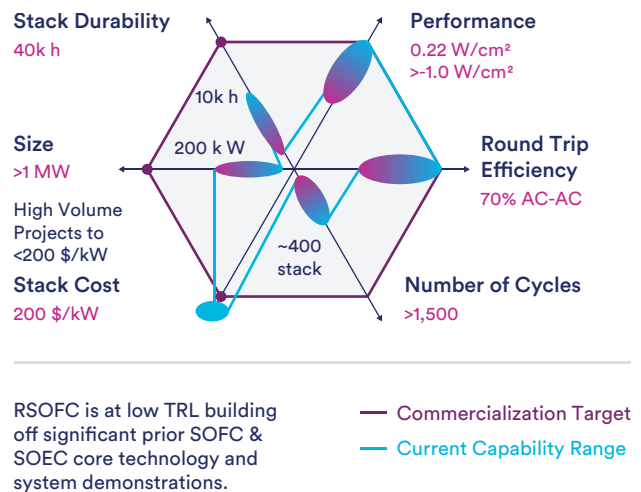 Stack Durability
40k h
Performance
0.22 W/cm²
>-1.0 W/cm²
10k h
200 k W
Size
>1 MW
Round Trip
Efficiency
70% AC-AC
High Volume
Projects to
<200 $/kW
Stack Cost
200 $/kW
~400
stack
Number of Cycles
>1,500
RSOFC is at low TRL building
off significant prior SOFC &
SOEC core technology and
system demonstrations.
Commercialization Target
Current Capability Range